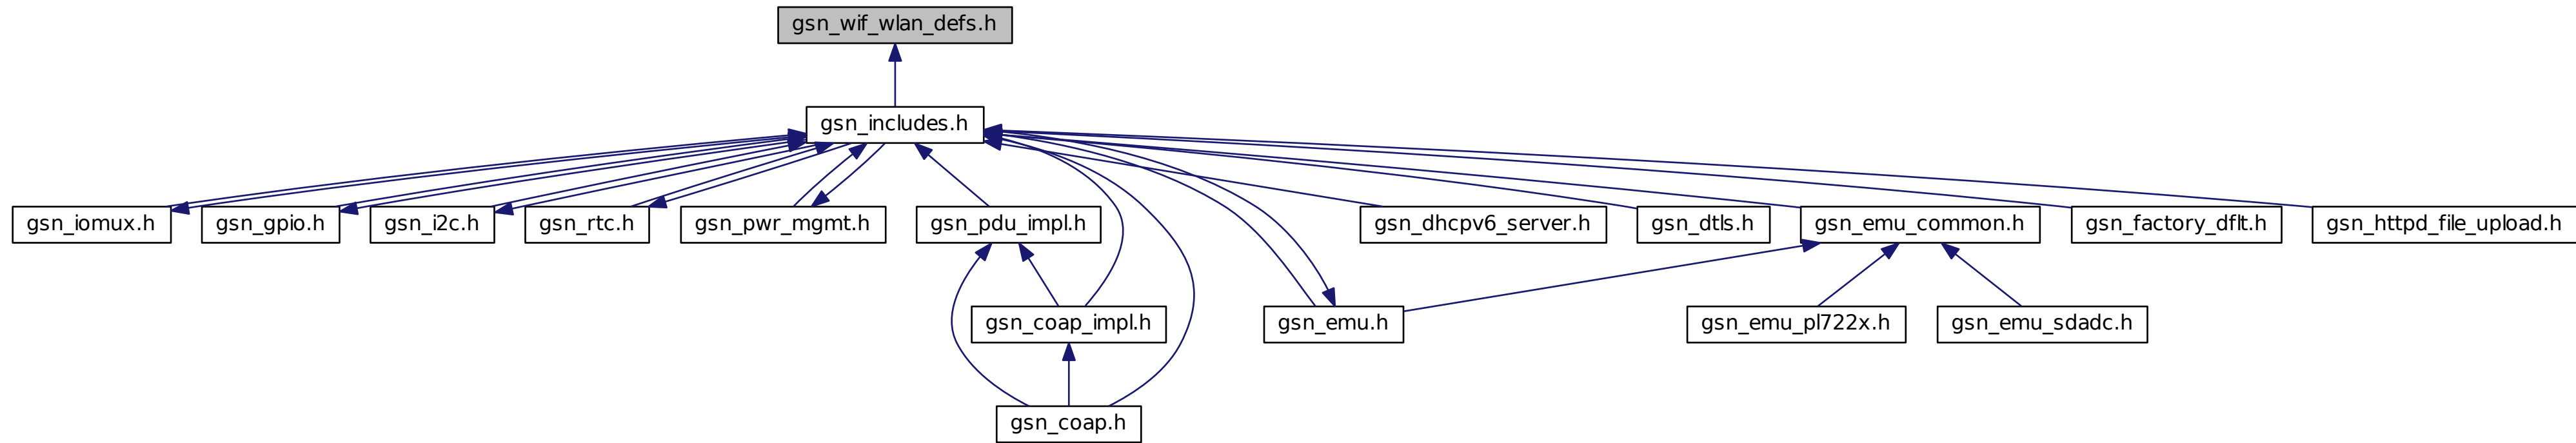 gsn_wif_wlan_defs.h
gsn_includes.h
gsn_iomux.h
gsn_gpio.h
gsn_i2c.h
gsn_rtc.h
gsn_pwr_mgmt.h
gsn_pdu_impl.h
gsn_dhcpv6_server.h
gsn_dtls.h
gsn_emu_common.h
gsn_factory_dflt.h
gsn_httpd_file_upload.h
gsn_coap_impl.h
gsn_emu.h
gsn_emu_pl722x.h
gsn_emu_sdadc.h
gsn_coap.h